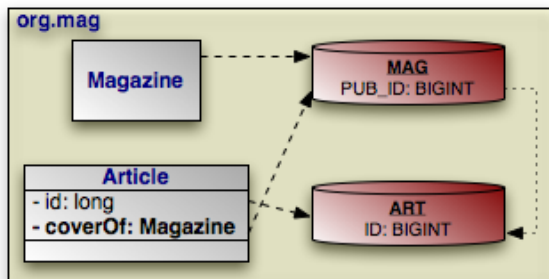 org.mag
Magazine
MAG
PUB_ID: BIGINT
Article
- id: long
- coverOf: Magazine
ART
ID: BIGINT